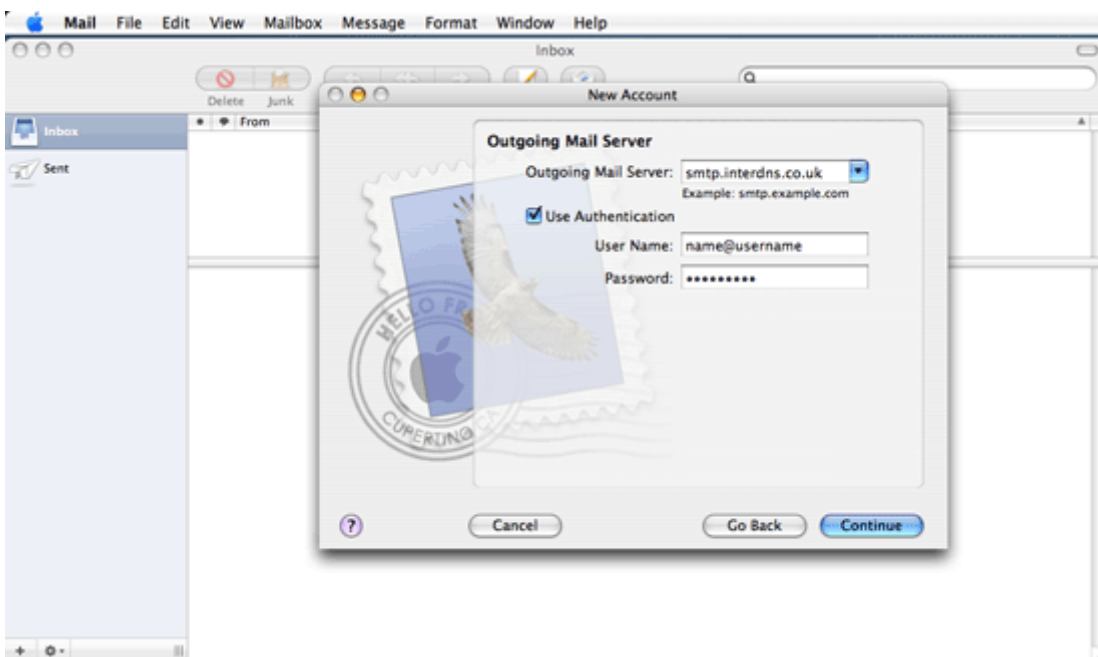 Mail File Edit View Mailbox Message Format Window Help
Inbox
Delete Junk
New Account
From
Inbox
Sent
Outgoing Mail Server
Outgoing Mail Server: smtp.interdns.co.uk
Example: smtp.example.com
Use Authentication
User Name: name@username
Password: •••••••••
HELLO FR
CUPERTINO CA
? Cancel Go Back Continue